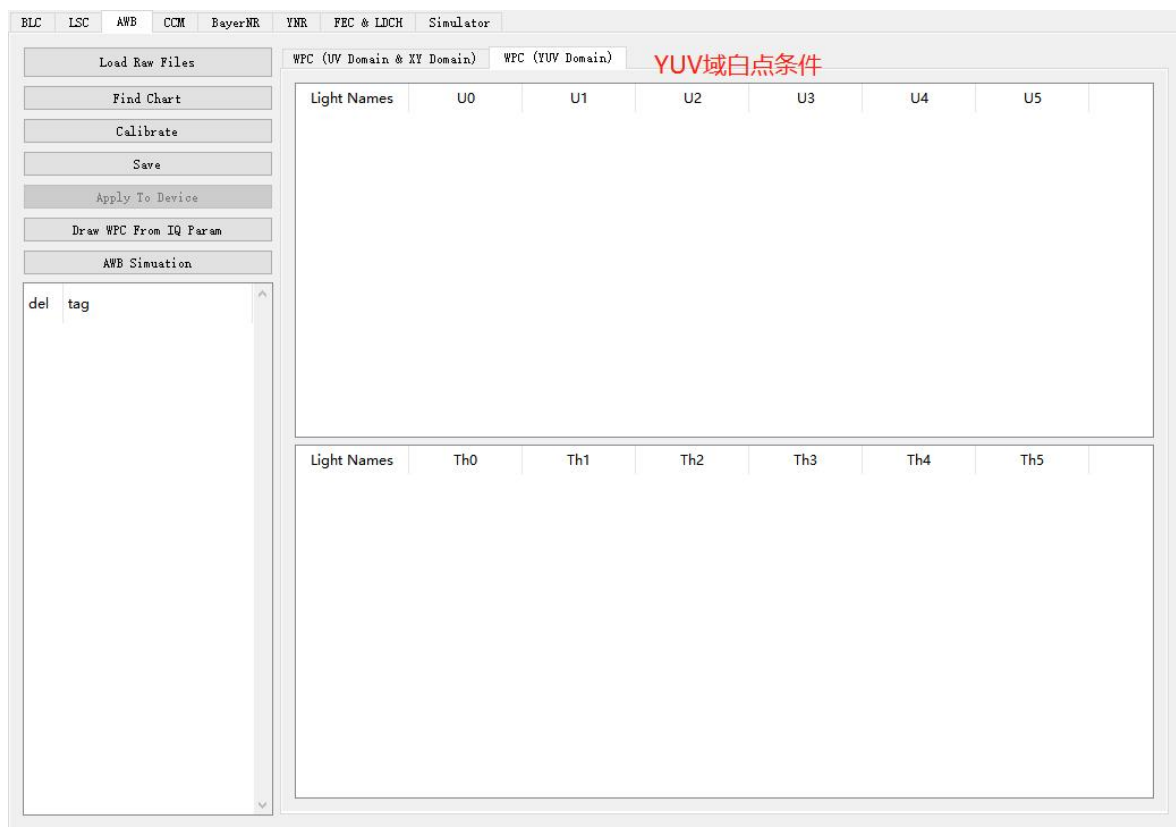 BLC LSC AWB CCM BayerNR YNR FEC & LDCH Simulator
Load Raw Files
Find Chart
Calibrate
Save
Apply To Device
Draw WPC From IQ Param
AWB Simuation
del tag
WPC (UV Domain & XY Domain) WPC (YUV Domain)
YUV域白点条件
Light Names U0 U1 U2 U3 U4 U5
Light Names Th0 Th1 Th2 Th3 Th4 Th5